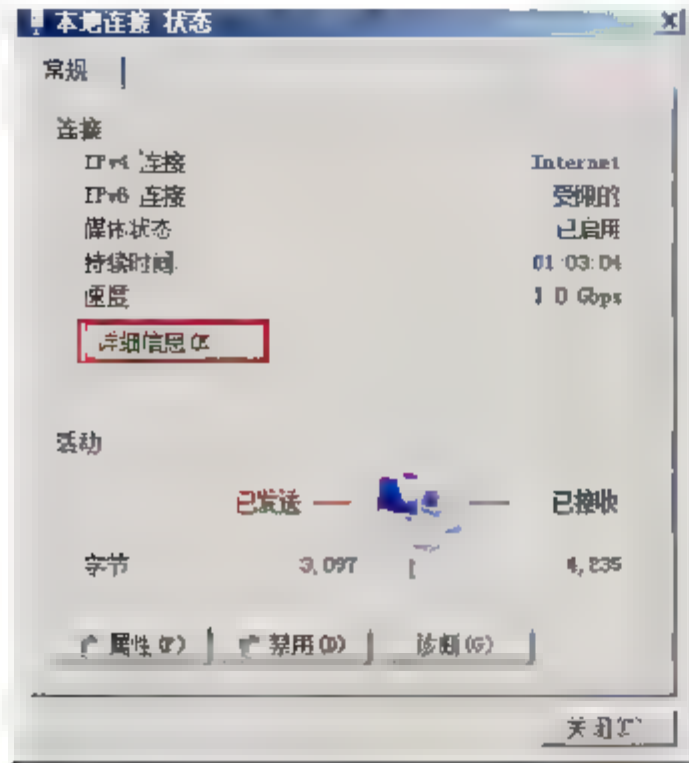 本地连接 状态
常规
连接
IPv4 连接 Internet
IPv6 连接 受限的
媒体状态 已启用
持续时间: 01:03:04
速度 1.0 Gbps
详细信息(E
活动
已发送 — — 已接收
字节 3,097 4,235
属性(P) 禁用(D) 诊断(G)
关闭(C)